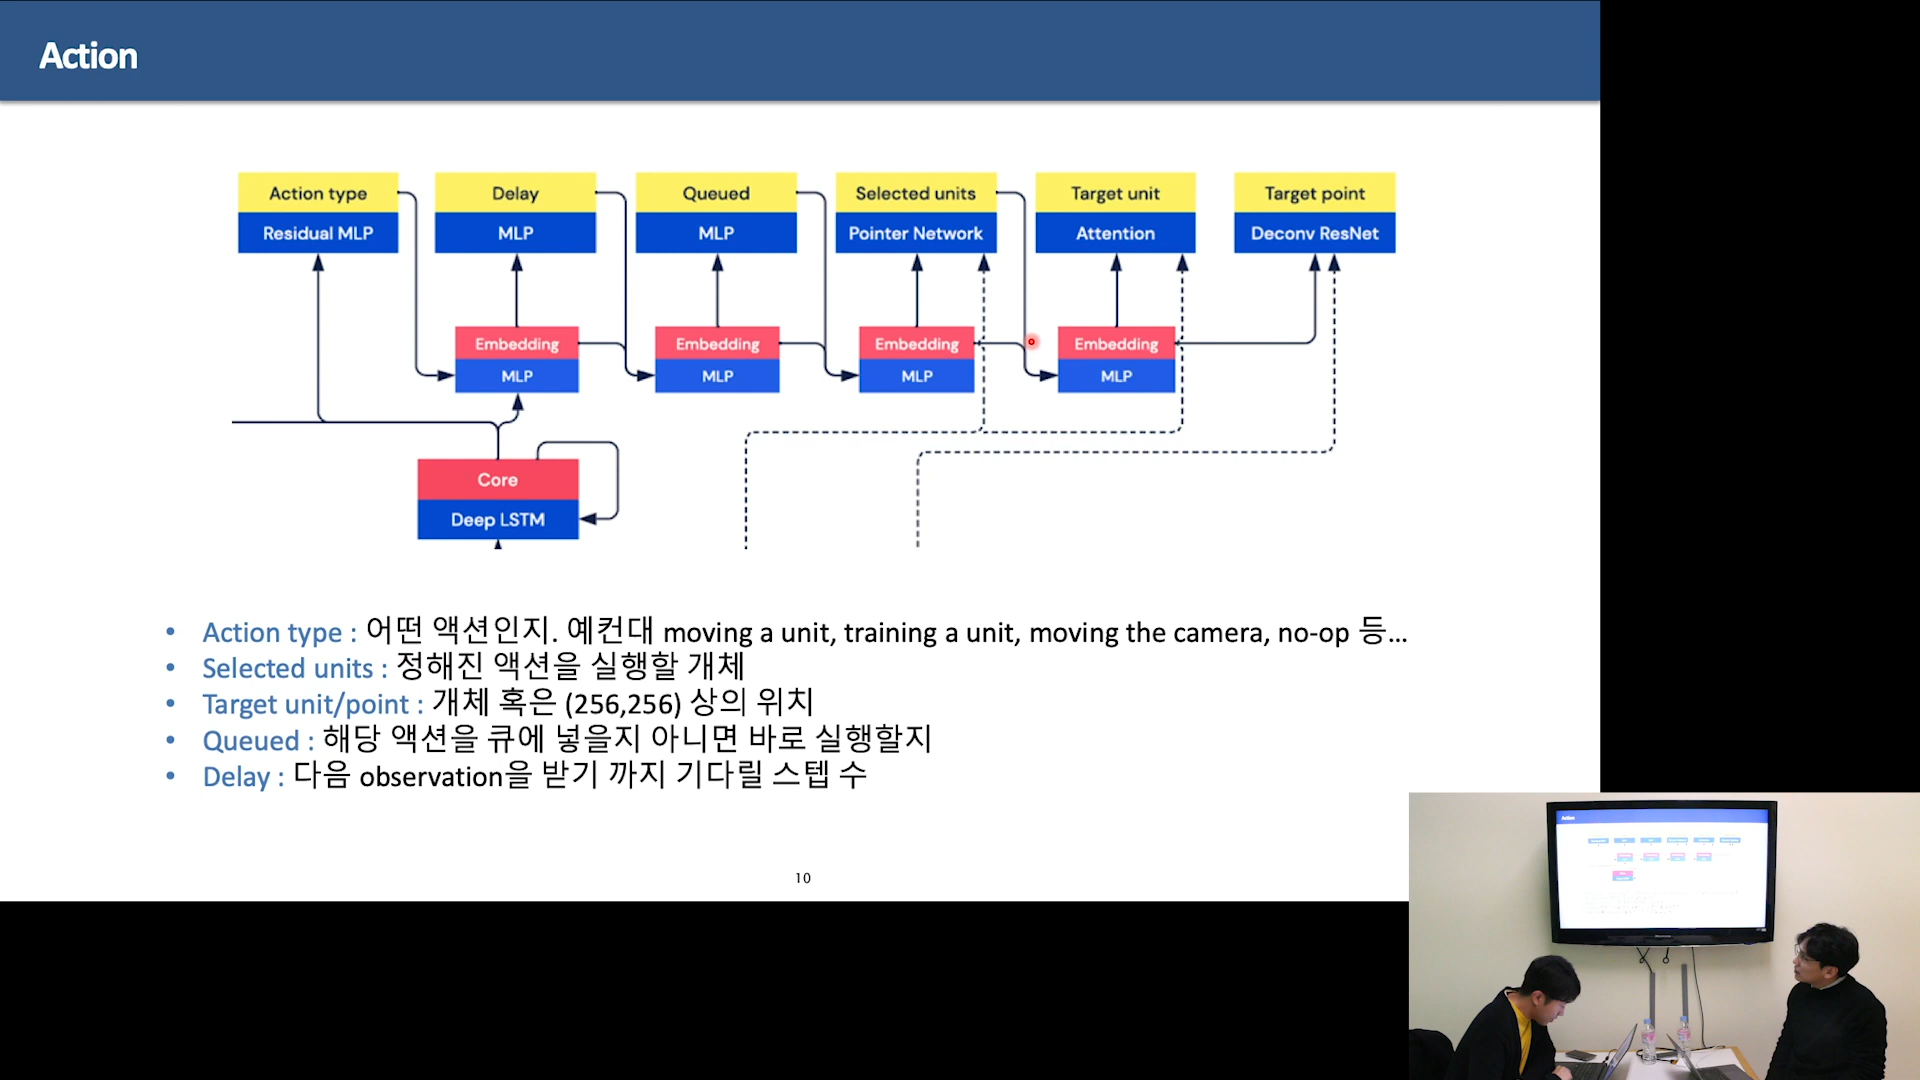 Action
Action type
Delay
Queued
Selected units
Target unit
Target point
Residual MLP
MLP
MLP
Pointer Network
Attention
Deconv ResNet
Embedding
Embedding
Embedding
Embedding
MLP
MLP
MLP
MLP
Core
Deep LSTM
• Action type : 어떤 액션인지. 예컨대 moving a unit, training a unit, moving the camera, no-op 등...
• Selected units : 정해진 액션을 실행할 개체
• Target unit/point : 개체 혹은 (256,256) 상의 위치
• Queued : 해당 액션을 큐에 넣을지 아니면 바로 실행할지
• Delay : 다음 observation을 받기 까지 기다릴 스텝 수
10
Action